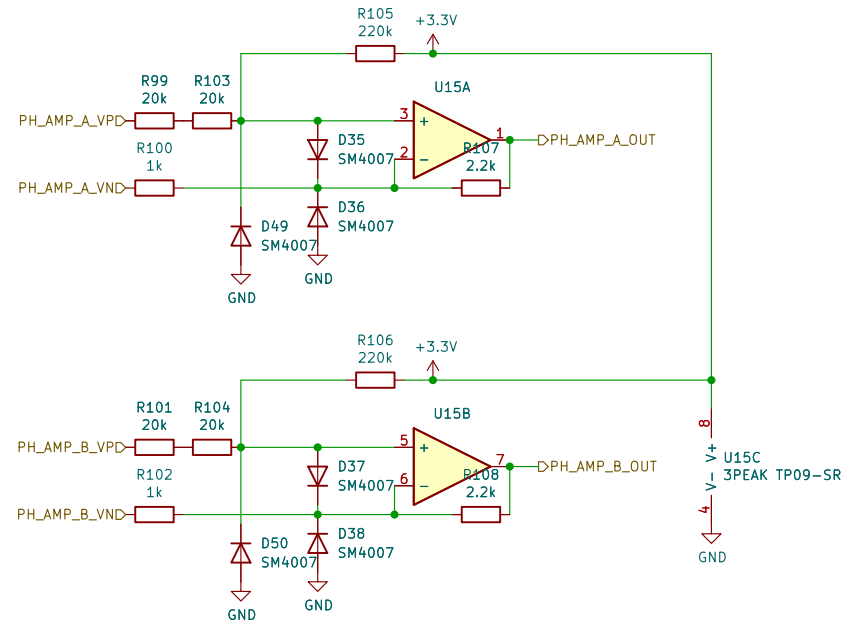 R105
220k
+3.3V
R99
20k
R103
20k
U15A
PH_AMP_A_VP
3
+
1
PH_AMP_A_OUT
D35
SM4007
R100
1k
2
−
R107
2.2k
PH_AMP_A_VN
D36
SM4007
D49
SM4007
GND
GND
R106
220k
+3.3V
R101
20k
R104
20k
U15B
PH_AMP_B_VP
5
+
7
PH_AMP_B_OUT
D37
SM4007
R102
1k
6
−
R108
2.2k
PH_AMP_B_VN
D38
SM4007
D50
SM4007
GND
GND
8
V+
V−
4
U15C
3PEAK TP09-SR
GND